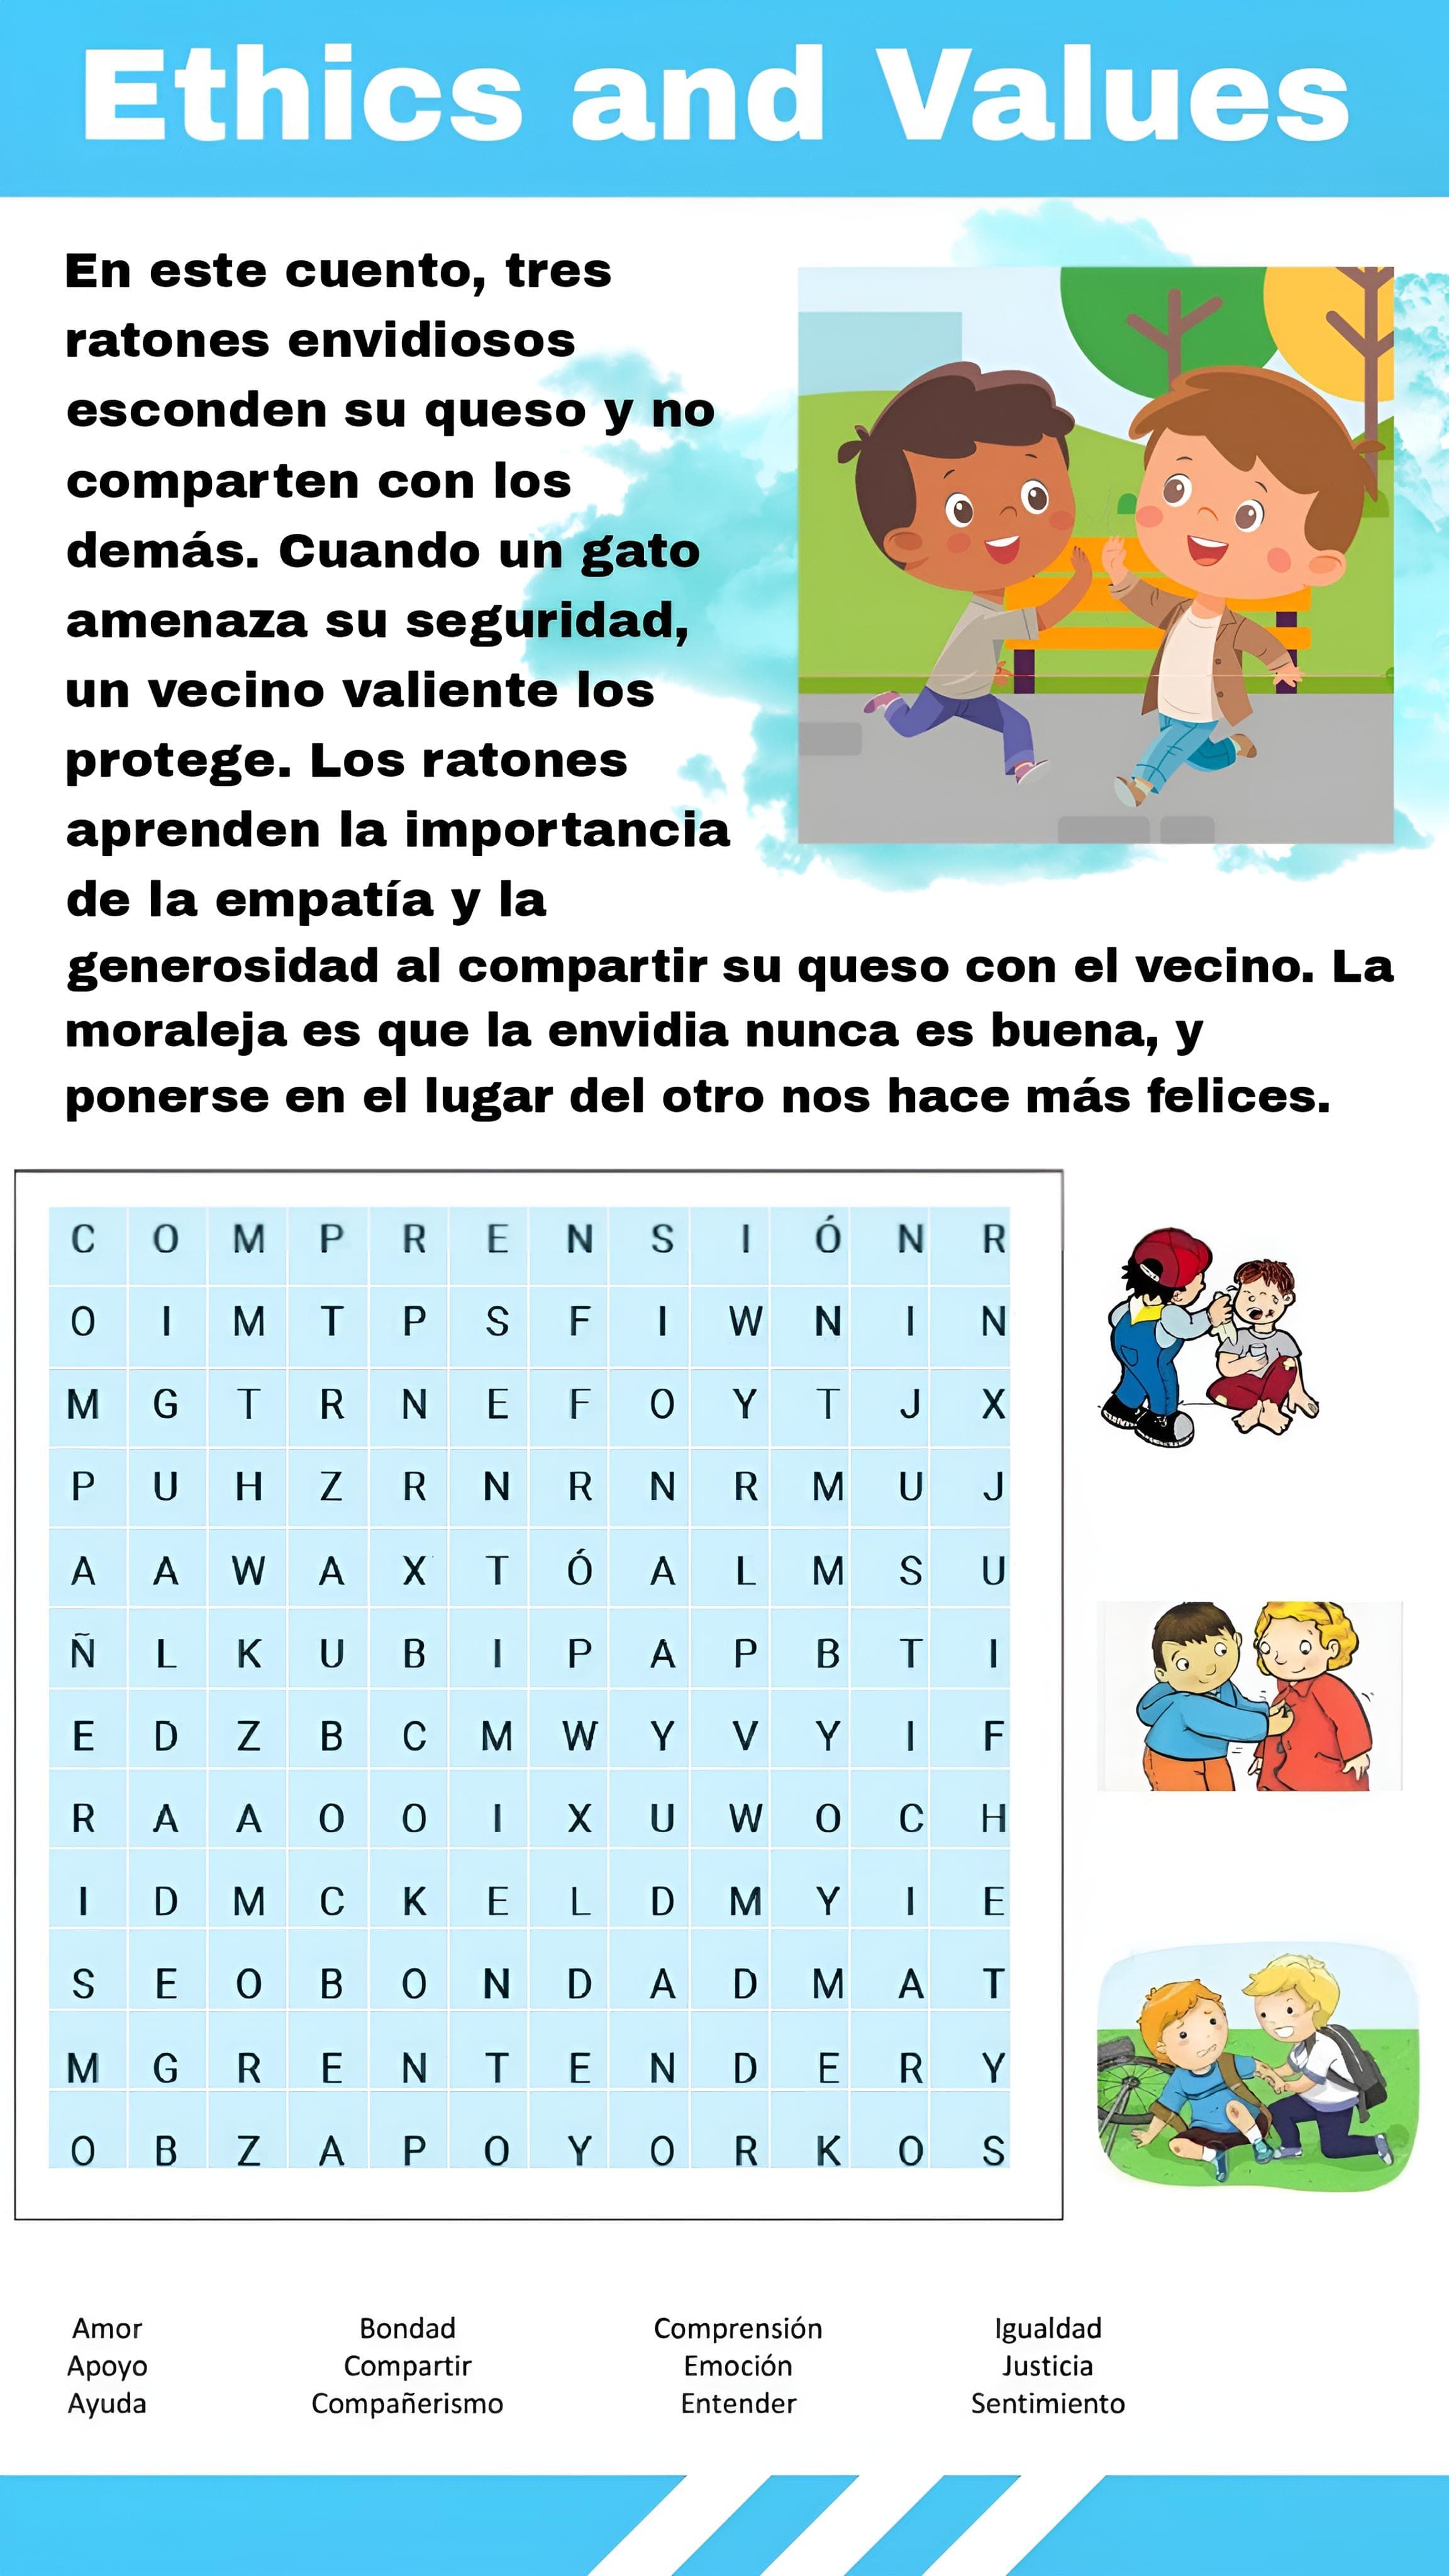 Ethics and Values
En este cuento, tres
ratones envidiosos
esconden su queso y no
comparten con los
demás. Cuando un gato
amenaza su seguridad,
un vecino valiente los
protege. Los ratones
aprenden la importancia
de la empatía y la
generosidad al compartir su queso con el vecino. La
moraleja es que la envidia nunca es buena, y
ponerse en el lugar del otro nos hace más felices.
C O M P R E N S I Ó N R
O I M T P S F I W N I N
M G T R N E F O Y T J X
P U H Z R N R N R M U J
A A W A X T Ó A L M S U
Ñ L K U B I P A P B T I
E D Z B C M W Y V Y I F
R A A O O I X U W O C H
I D M C K E L D M Y I E
S E O B O N D A D M A T
M G R E N T E N D E R Y
O B Z A P O Y O R K O S
Amor Bondad Comprensión Igualdad
Apoyo Compartir Emoción Justicia
Ayuda Compañerismo Entender Sentimiento